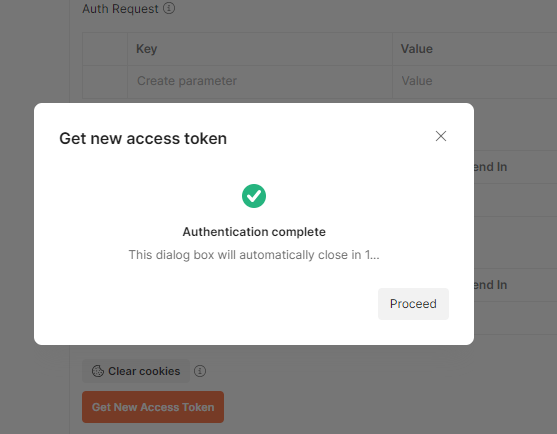 Auth Request
Key Value
Create parameter Value
Get new access token
end In
Authentication complete
This dialog box will automatically close in 1...
end In
Proceed
Clear cookies
Get New Access Token